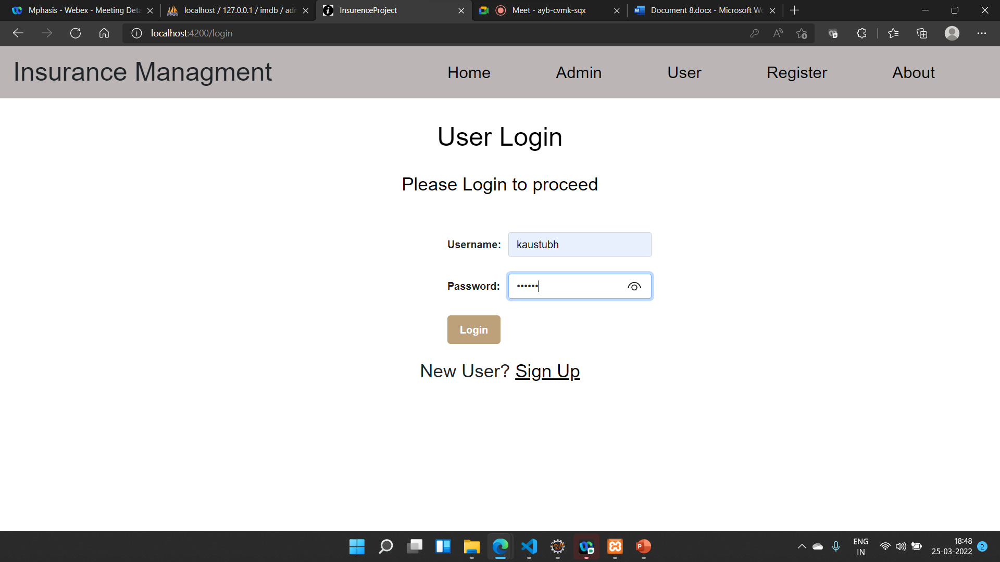 Mphasis - Webex - Meeting Deta
localhost / 127.0.0.1 / imdb / adn
InsurenceProject
Meet - ayb-cvmk-sqx
Document 8.docx - Microsoft Wo
localhost:4200/login
Insurance Managment
Home
Admin
User
Register
About
User Login
Please Login to proceed
Username:
kaustubh
Password:
••••••
Login
New User? Sign Up
ENG
IN
18:48
25-03-2022
2